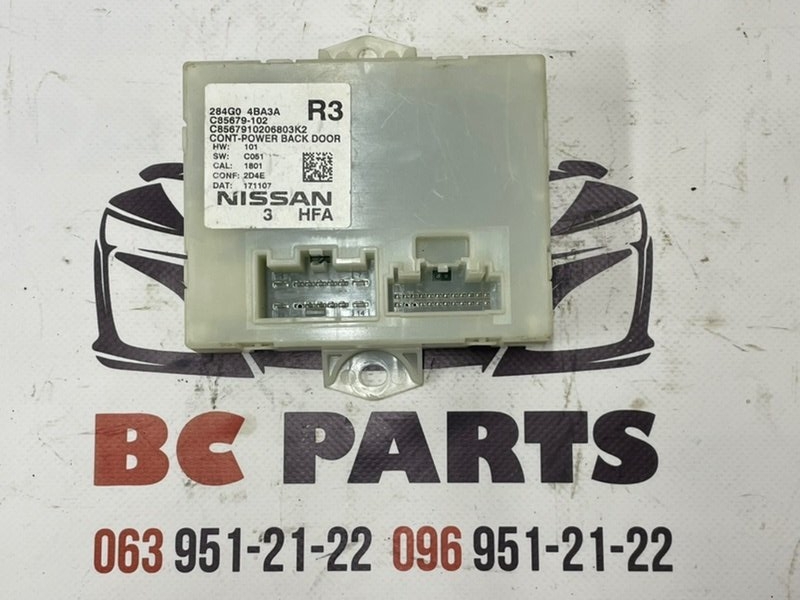 284G0 4BA3A R3
C85679-102
C8567910206803K2
CONT-POWER BACK DOOR
HW: 101
SW: C051
CAL: 1801
CONF: 2D4E
DAT: 171107
NISSAN
3 HFA
14
BC PARTS
063 951-21-22 096 951-21-22